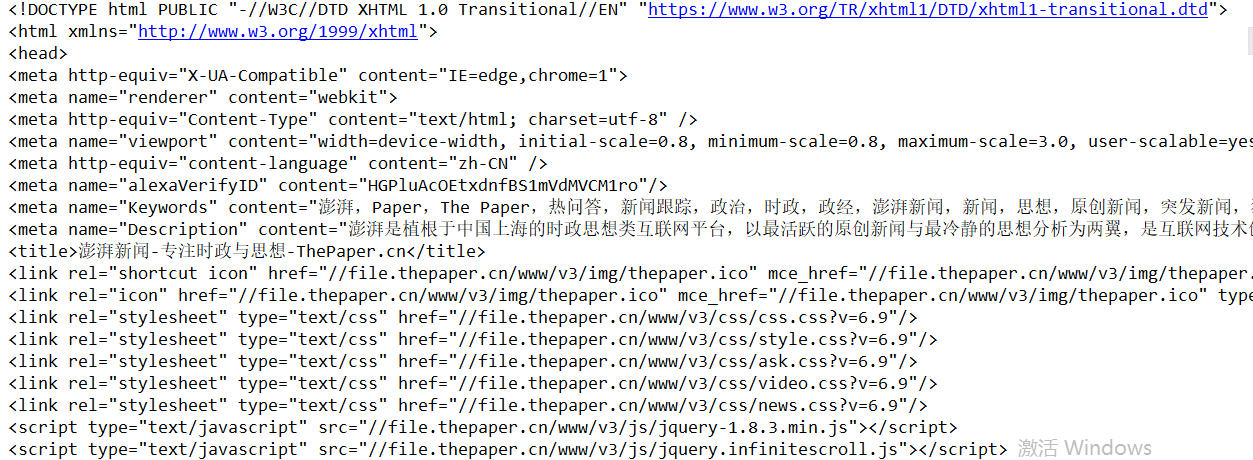 <!DOCTYPE html PUBLIC "-//W3C//DTD XHTML 1.0 Transitional//EN" "https://www.w3.org/TR/xhtml1/DTD/xhtml1-transitional.dtd">
<html xmlns="http://www.w3.org/1999/xhtml">
<head>
<meta http-equiv="X-UA-Compatible" content="IE=edge,chrome=1">
<meta name="renderer" content="webkit">
<meta http-equiv="Content-Type" content="text/html; charset=utf-8" />
<meta name="viewport" content="width=device-width, initial-scale=0.8, minimum-scale=0.8, maximum-scale=3.0, user-scalable=yes
<meta http-equiv="content-language" content="zh-CN" />
<meta name="alexaVerifyID" content="HGPluAcOEtxdnfBS1mVdMVCM1ro"/>
<meta name="Keywords" content="澎湃，Paper，The Paper，热问答，新闻跟踪，政治，时政，政经，澎湃新闻，新闻，思想，原创新闻，突发新闻，
<meta name="Description" content="澎湃是植根于中国上海的时政思想类互联网平台，以最活跃的原创新闻与最冷静的思想分析为两翼，是互联网技术
<title>澎湃新闻-专注时政与思想-ThePaper.cn</title>
<link rel="shortcut icon" href="//file.thepaper.cn/www/v3/img/thepaper.ico" mce_href="//file.thepaper.cn/www/v3/img/thepaper.
<link rel="icon" href="//file.thepaper.cn/www/v3/img/thepaper.ico" mce_href="//file.thepaper.cn/www/v3/img/thepaper.ico" type
<link rel="stylesheet" type="text/css" href="//file.thepaper.cn/www/v3/css/css.css?v=6.9"/>
<link rel="stylesheet" type="text/css" href="//file.thepaper.cn/www/v3/css/style.css?v=6.9"/>
<link rel="stylesheet" type="text/css" href="//file.thepaper.cn/www/v3/css/ask.css?v=6.9"/>
<link rel="stylesheet" type="text/css" href="//file.thepaper.cn/www/v3/css/video.css?v=6.9"/>
<link rel="stylesheet" type="text/css" href="//file.thepaper.cn/www/v3/css/news.css?v=6.9"/>
<script type="text/javascript" src="//file.thepaper.cn/www/v3/js/jquery-1.8.3.min.js"></script>
<script type="text/javascript" src="//file.thepaper.cn/www/v3/js/jquery.infinitescroll.js"></script>
激活 Windows